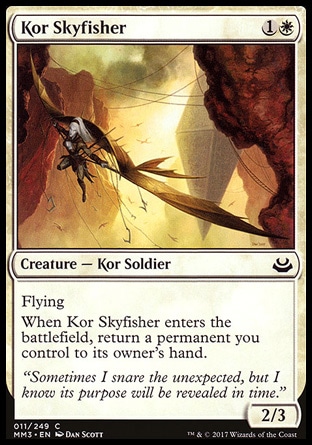 Kor Skyfisher 1
Creature — Kor Soldier
Flying
When Kor Skyfisher enters the
battlefield, return a permanent you
control to its owner's hand.
"Sometimes I snare the unexpected, but I
know its purpose will be revealed in time."
2/3
011/249 C
MM3 • EN DAN SCOTT
™ & © 2017 Wizards of the Coast